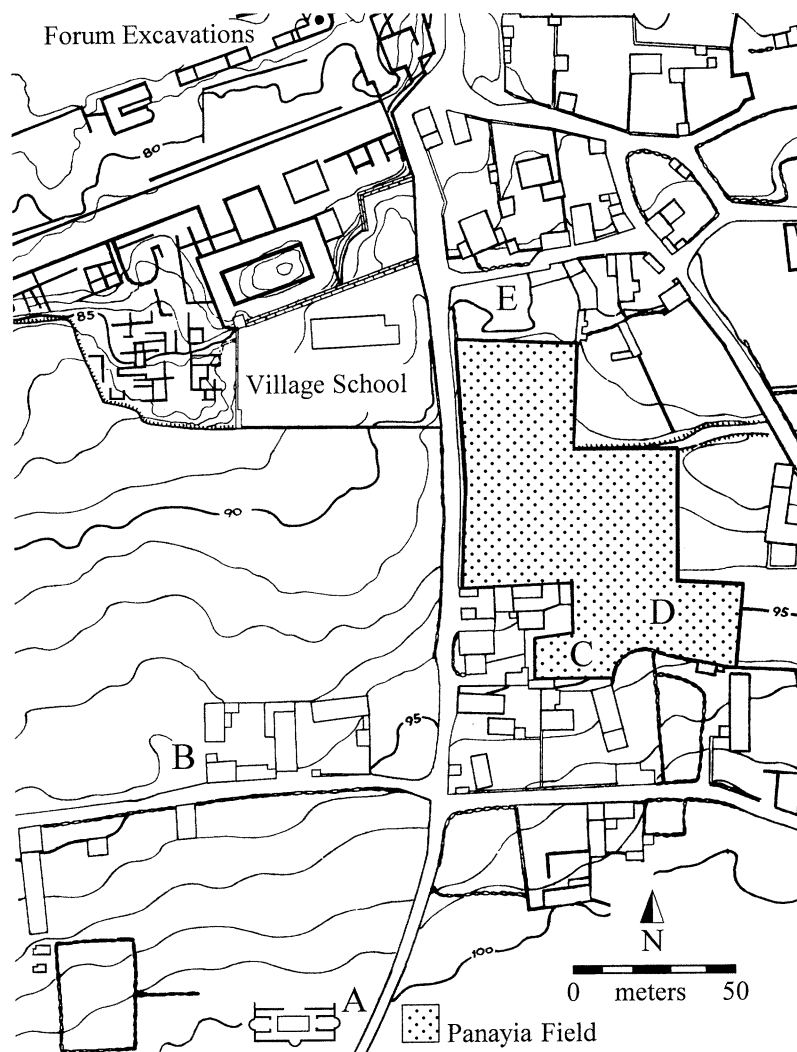 Forum Excavations
80
E
85
Village School
90
D
95
C
95
B
N
100
0 meters 50
A
Panayia Field